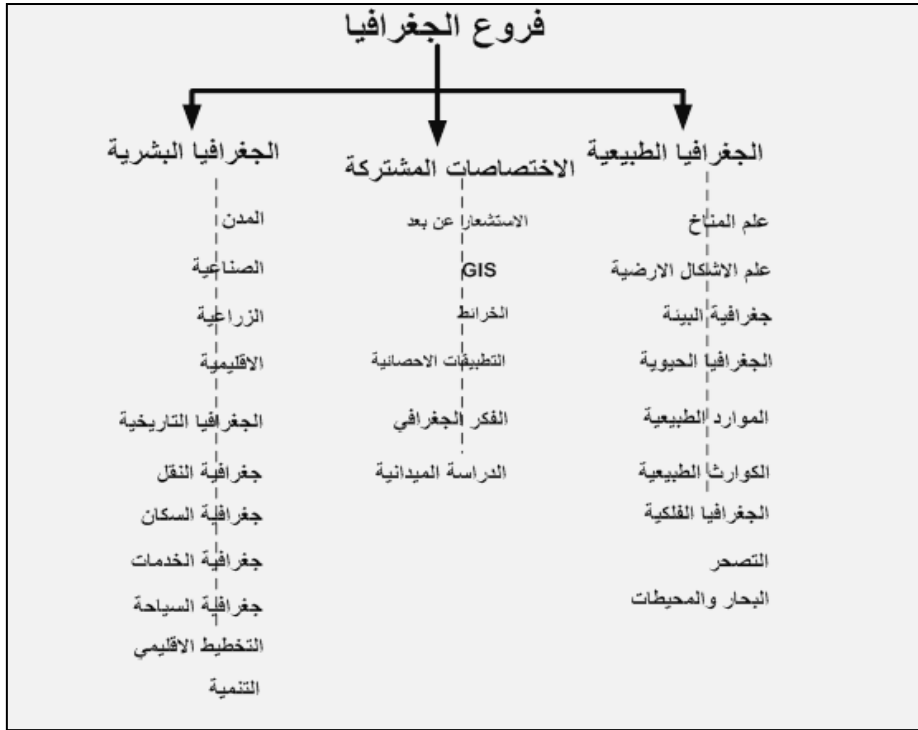 فروع الجغرافيا
الجغرافيا الطبيعية
علم المناخ
علم الاشكال الارضية
جغرافية البيئة
الجغرافيا الحيوية
الموارد الطبيعية
الكوارث الطبيعية
الجغرافيا الفلكية
التصحر
البحار والمحيطات
الاختصاصات المشتركة
الاستشعار عن بعد
GIS
الخرائط
التطبيقات الاحصائية
الفكر الجغرافي
الدراسة الميدانية
الجغرافيا البشرية
المدن
الصناعية
الزراعية
الاقليمية
الجغرافيا التاريخية
جغرافية النقل
جغرافية السكان
جغرافية الخدمات
جغرافية السياحة
التخطيط الاقليمي
التنمية